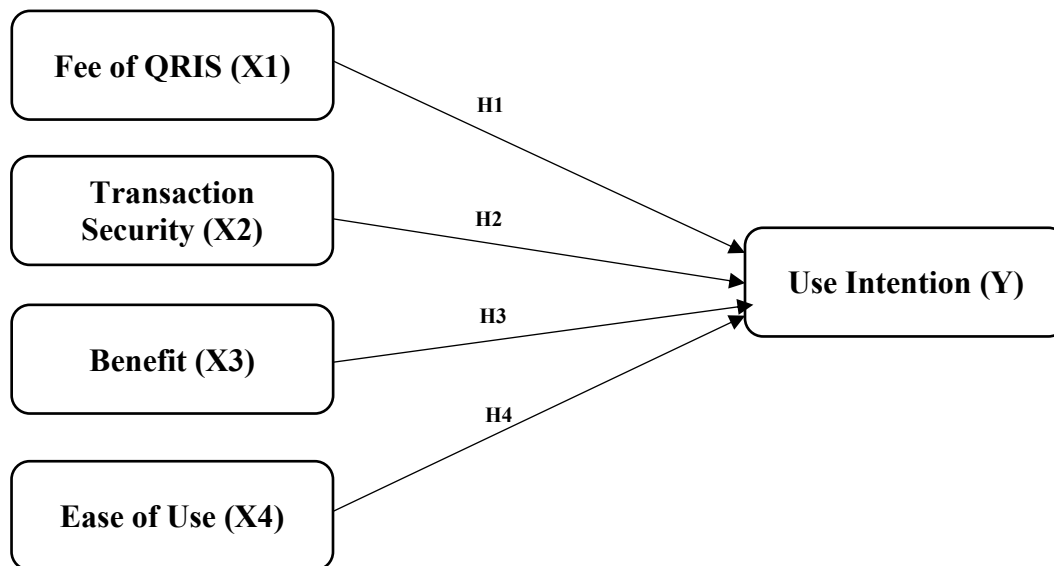 Fee of QRIS (X1)
H1
Transaction
Security (X2)
H2
Use Intention (Y)
Benefit (X3)
H3
H4
Ease of Use (X4)